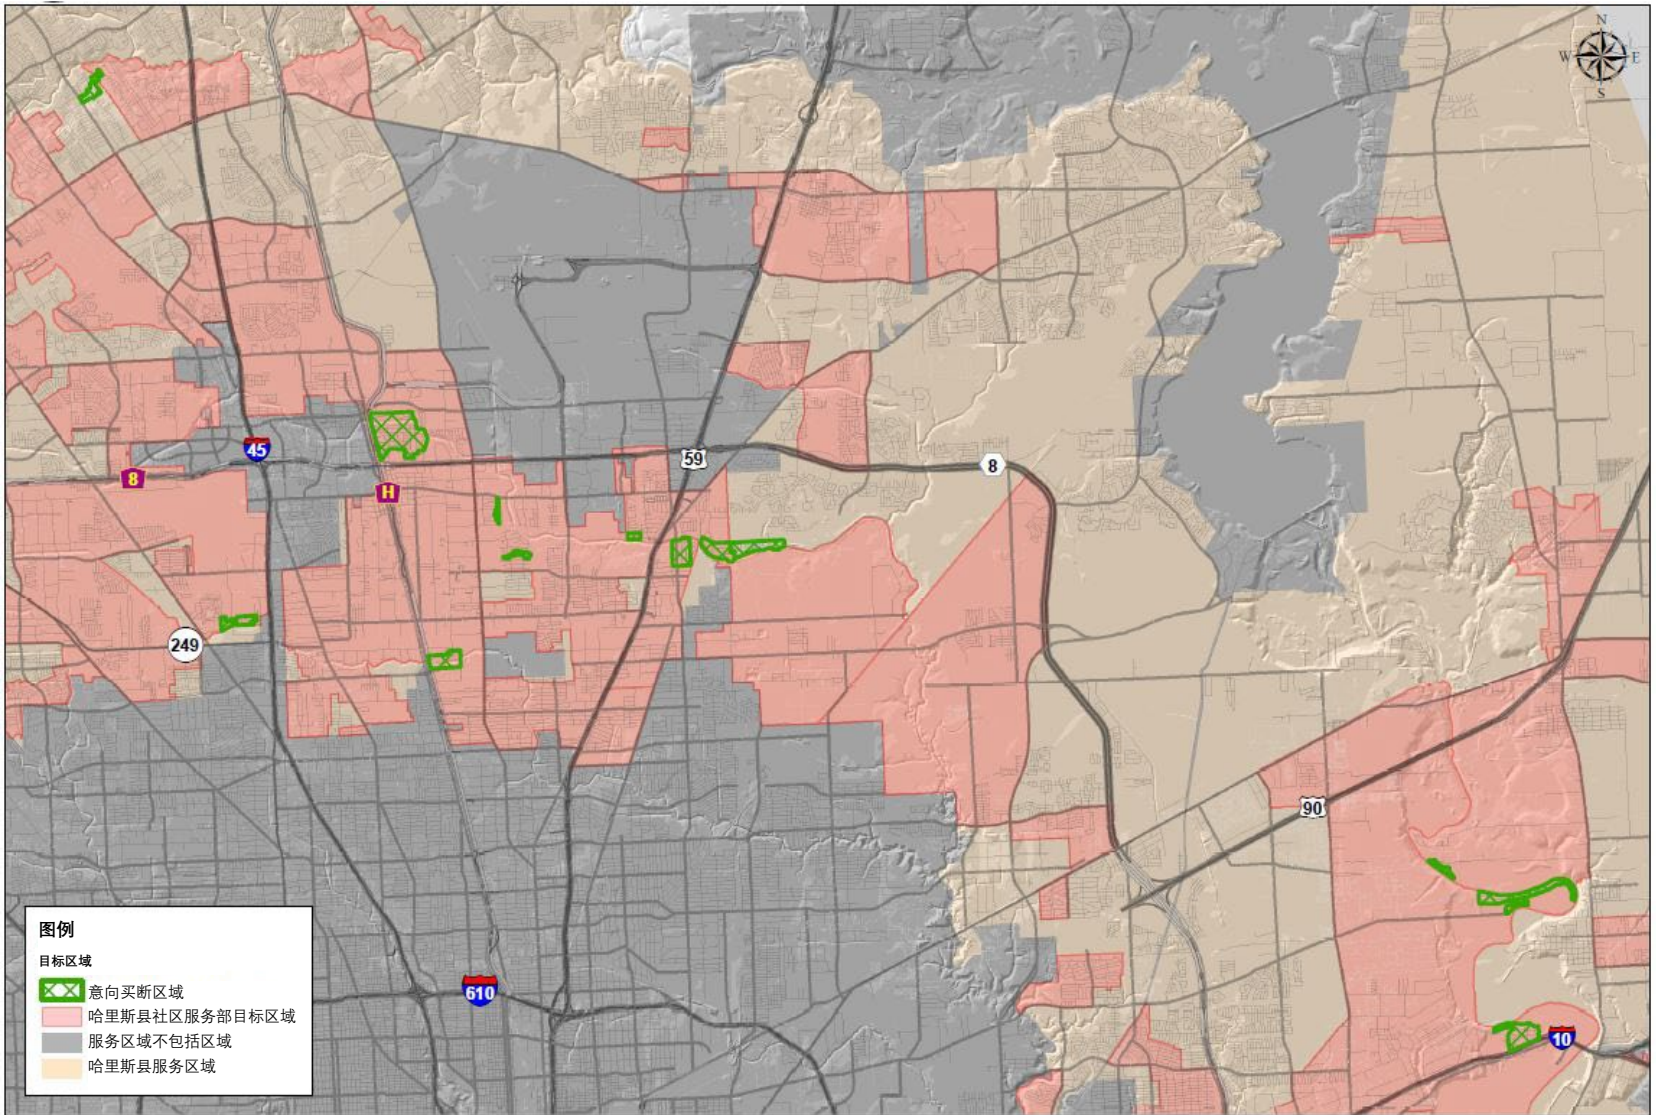 N
W E
S
45
8
59
8
H
249
90
610
10
图例
目标区域
意向买断区域
哈里斯县社区服务部目标区域
服务区域不包括区域
哈里斯县服务区域